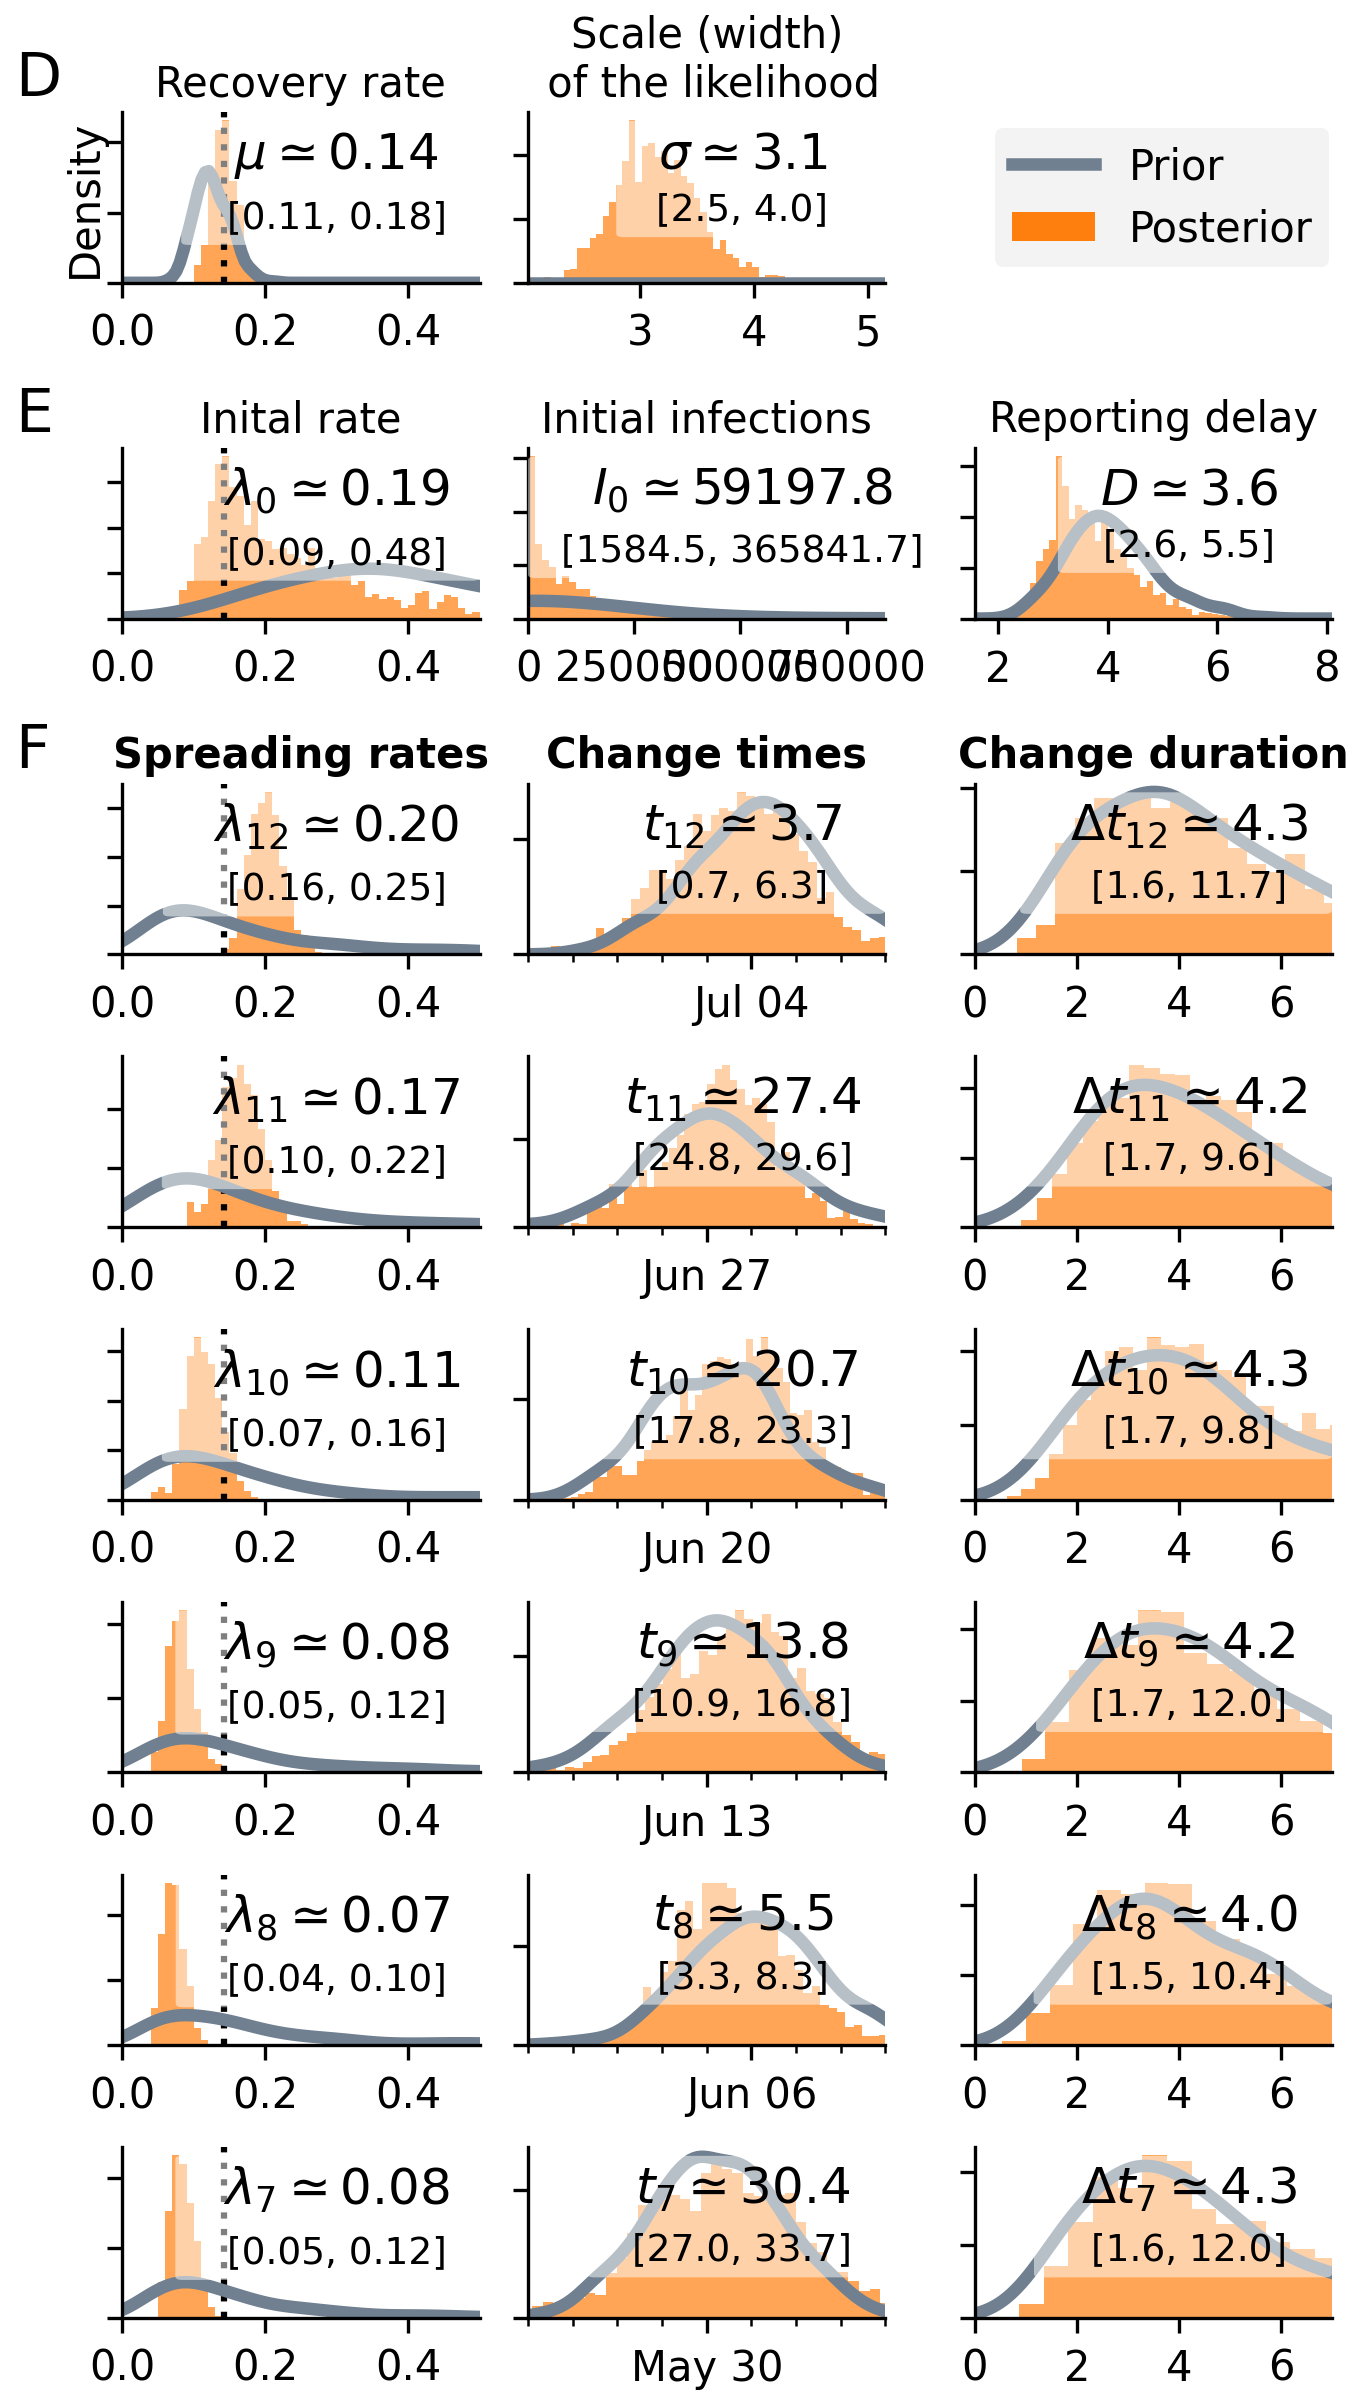 D
Recovery rate
Scale (width)
of the likelihood
Density
μ ≃ 0.14
[0.11, 0.18]
0.0 0.2 0.4
σ ≃ 3.1
[2.5, 4.0]
3 4 5
Prior
Posterior
E
Inital rate
λ0 ≃ 0.19
[0.09, 0.48]
0.0 0.2 0.4
Initial infections
I0 ≃ 59197.8
[1584.5, 365841.7]
0 250000 500000 750000
Reporting delay
D ≃ 3.6
[2.6, 5.5]
2 4 6 8
F
Spreading rates
Change times
Change duration
λ12 ≃ 0.20
[0.16, 0.25]
0.0 0.2 0.4
t12 ≃ 3.7
[0.7, 6.3]
Jul 04
Δt12 ≃ 4.3
[1.6, 11.7]
0 2 4 6
λ11 ≃ 0.17
[0.10, 0.22]
0.0 0.2 0.4
t11 ≃ 27.4
[24.8, 29.6]
Jun 27
Δt11 ≃ 4.2
[1.7, 9.6]
0 2 4 6
λ10 ≃ 0.11
[0.07, 0.16]
0.0 0.2 0.4
t10 ≃ 20.7
[17.8, 23.3]
Jun 20
Δt10 ≃ 4.3
[1.7, 9.8]
0 2 4 6
λ9 ≃ 0.08
[0.05, 0.12]
0.0 0.2 0.4
t9 ≃ 13.8
[10.9, 16.8]
Jun 13
Δt9 ≃ 4.2
[1.7, 12.0]
0 2 4 6
λ8 ≃ 0.07
[0.04, 0.10]
0.0 0.2 0.4
t8 ≃ 5.5
[3.3, 8.3]
Jun 06
Δt8 ≃ 4.0
[1.5, 10.4]
0 2 4 6
λ7 ≃ 0.08
[0.05, 0.12]
0.0 0.2 0.4
t7 ≃ 30.4
[27.0, 33.7]
May 30
Δt7 ≃ 4.3
[1.6, 12.0]
0 2 4 6